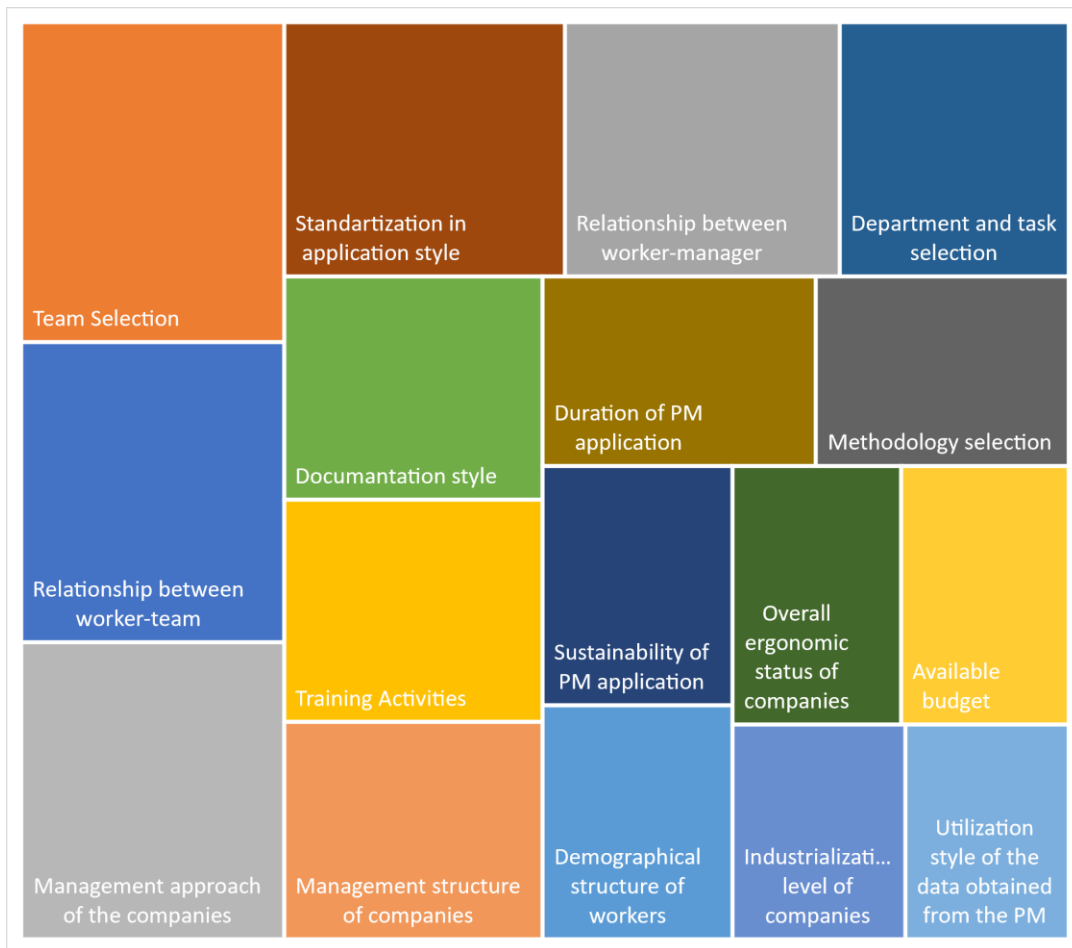 Team Selection
Standartization in
application style
Relationship between
worker-manager
Department and task
selection
Relationship between
worker-team
Documantation style
Duration of PM
application
Methodology selection
Training Activities
Sustainability of
PM application
Overall
ergonomic
status of
companies
Available
budget
Management approach
of the companies
Management structure
of companies
Demographical
structure of
workers
Industrializati...
level of
companies
Utilization
style of the
data obtained
from the PM